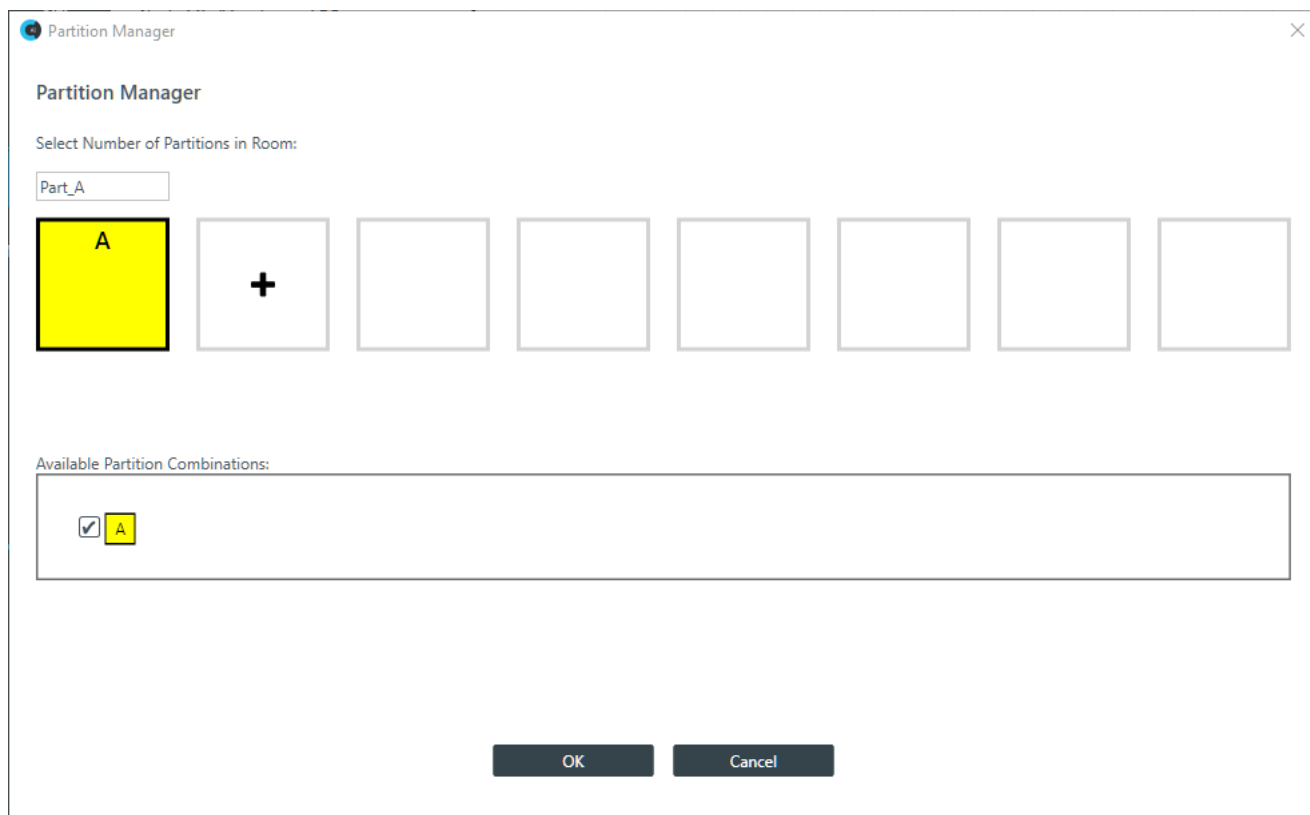 Partition Manager
Partition Manager
Select Number of Partitions in Room:
Part_A
A
+
Available Partition Combinations:
A
OK Cancel